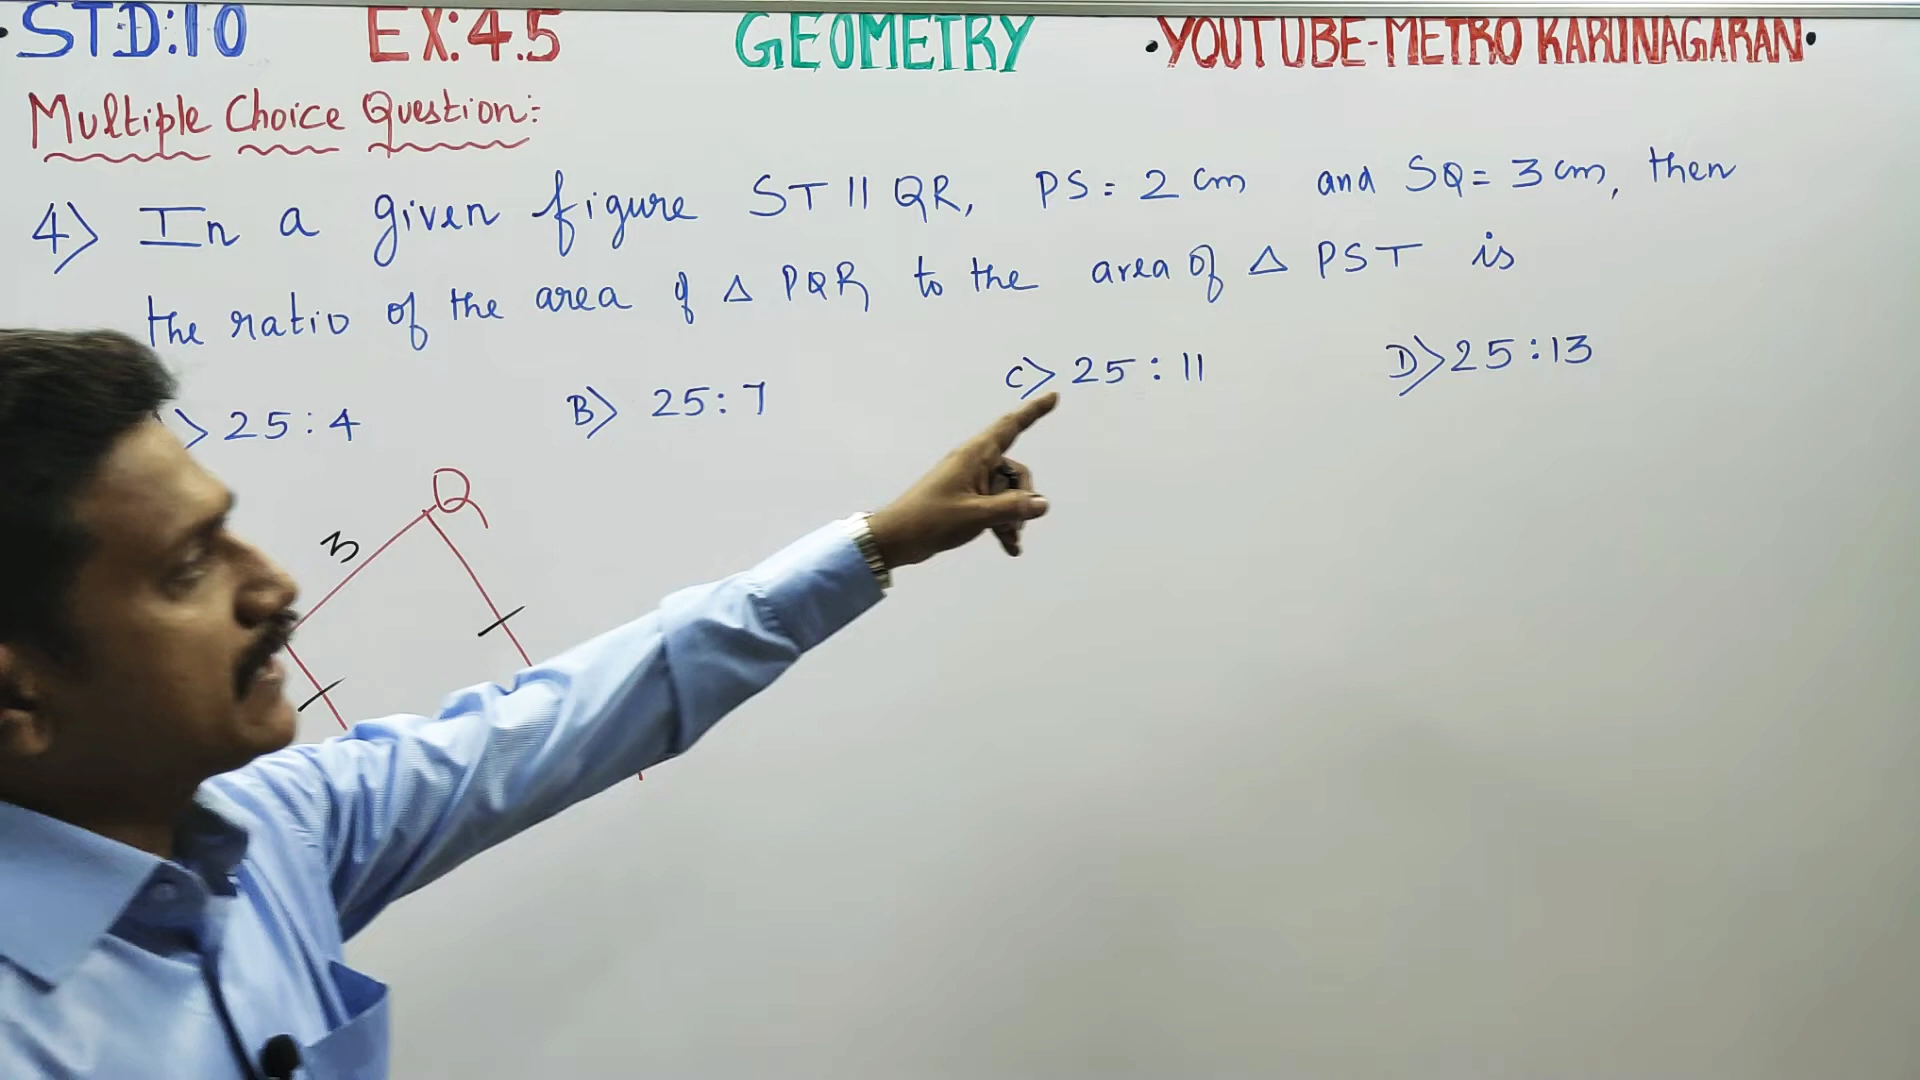 •STD:10 EX:4.5 GEOMETRY •YOUTUBE-METRO KARUNAGARAN•
Multiple Choice Question:
4) In a given figure ST || QR, PS = 2 cm and SQ = 3 cm, then
the ratio of the area of △ PQR to the area of △ PST is
25:4 B) 25:7 C) 25:11 D) 25:13
Q
3